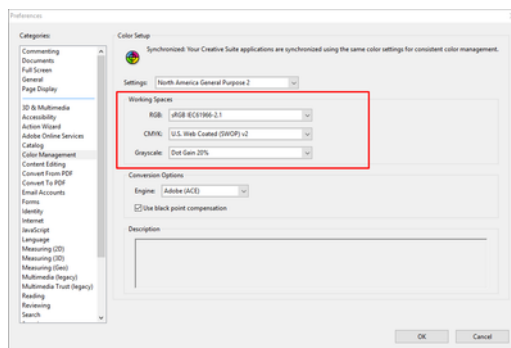 Preferences
Categories:
Commenting
Documents
Full Screen
General
Page Display
3D & Multimedia
Accessibility
Action Wizard
Adobe Online Services
Catalog
Color Management
Content Editing
Convert From PDF
Convert To PDF
Email Accounts
Forms
Identity
Internet
JavaScript
Language
Measuring (2D)
Measuring (3D)
Measuring (Geo)
Multimedia (legacy)
Multimedia Trust (legacy)
Reading
Reviewing
Search
Color Setup
Synchronized: Your Creative Suite applications are synchronized using the same color settings for consistent color management.
Settings: North America General Purpose 2
Working Spaces
RGB: sRGB IEC61966-2.1
CMYK: U.S. Web Coated (SWOP) v2
Grayscale: Dot Gain 20%
Conversion Options
Engine: Adobe (ACE)
Use black point compensation
Description
OK Cancel